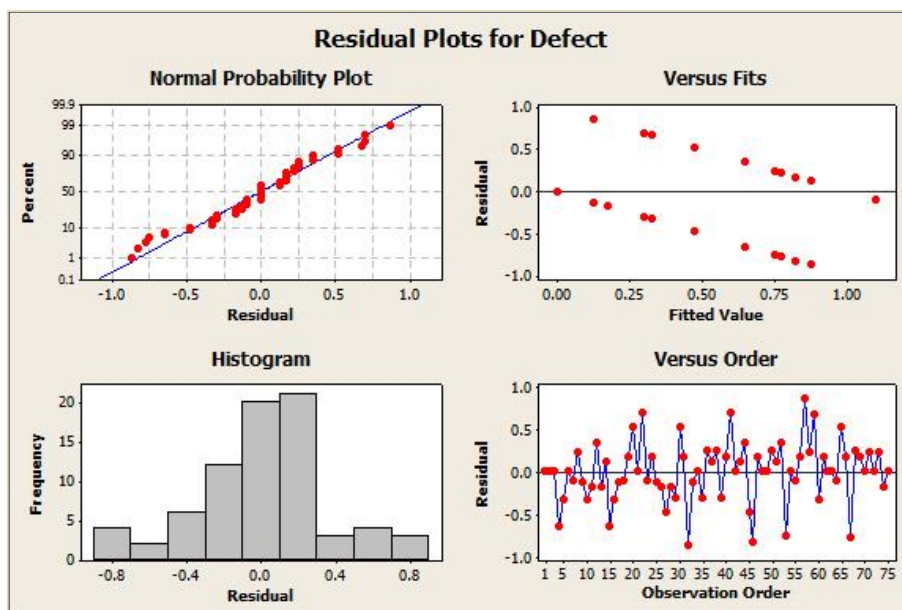 Residual Plots for Defect
Normal Probability Plot
99.9
99
90
50
10
1
0.1
Percent
-1.0 -0.5 0.0 0.5 1.0
Residual
Versus Fits
1.0
0.5
0.0
-0.5
-1.0
Residual
0.00 0.25 0.50 0.75 1.00
Fitted Value
Histogram
20
15
10
5
0
Frequency
-0.8 -0.4 0.0 0.4 0.8
Residual
Versus Order
1.0
0.5
0.0
-0.5
-1.0
Residual
1 5 10 15 20 25 30 35 40 45 50 55 60 65 70 75
Observation Order